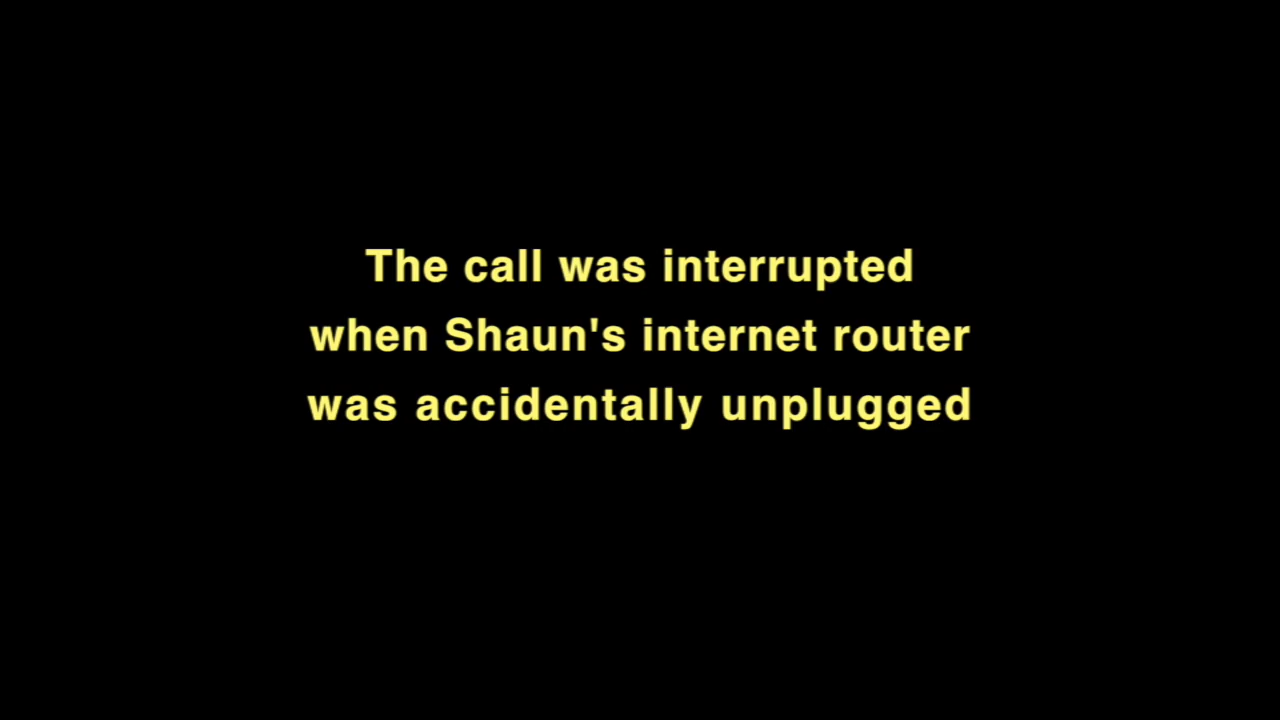 The call was interrupted
when Shaun's internet router
was accidentally unplugged